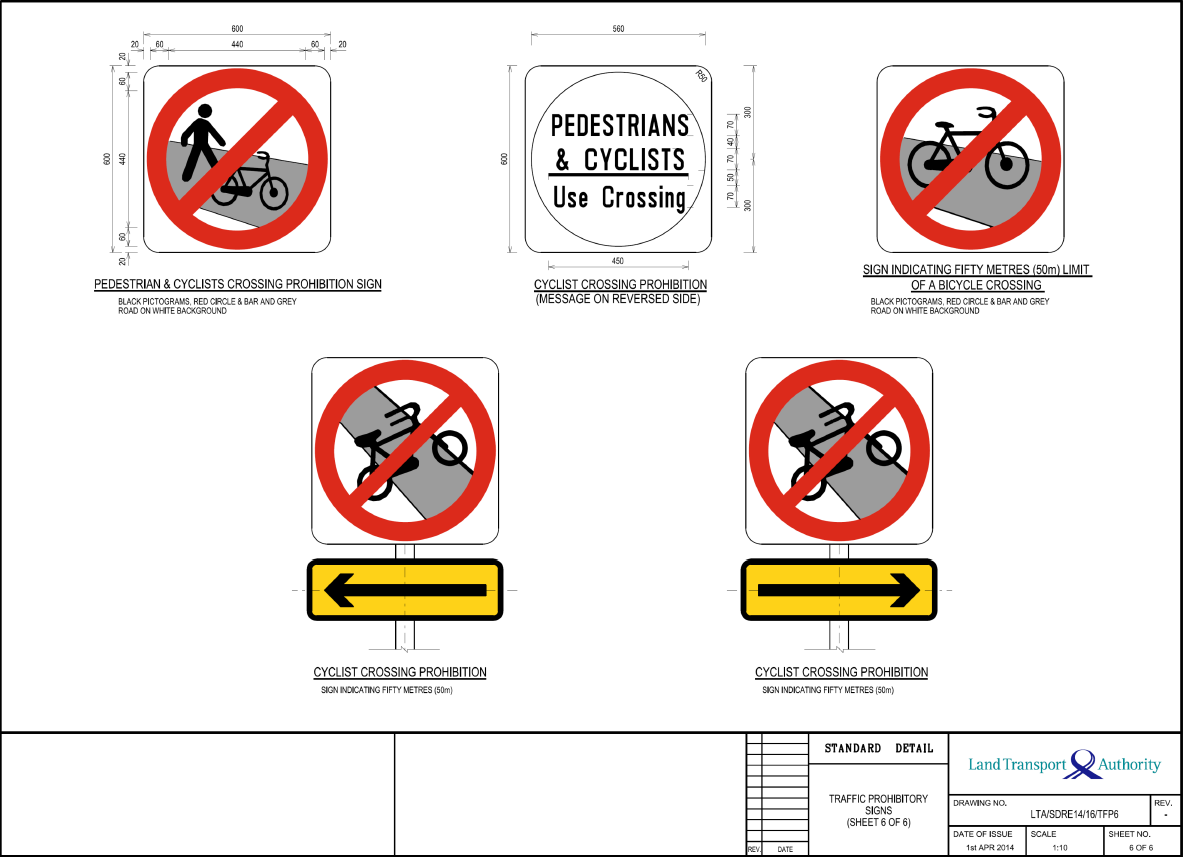 600
20 60 440 60 20
20
60
440
600
60
20
PEDESTRIAN & CYCLISTS CROSSING PROHIBITION SIGN
BLACK PICTOGRAMS, RED CIRCLE & BAR AND GREY
ROAD ON WHITE BACKGROUND
560
R50
600
PEDESTRIANS
& CYCLISTS
Use Crossing
70
40
70
50
70
300
300
450
CYCLIST CROSSING PROHIBITION
(MESSAGE ON REVERSED SIDE)
SIGN INDICATING FIFTY METRES (50m) LIMIT
OF A BICYCLE CROSSING
BLACK PICTOGRAMS, RED CIRCLE & BAR AND GREY
ROAD ON WHITE BACKGROUND
CYCLIST CROSSING PROHIBITION
SIGN INDICATING FIFTY METRES (50m)
CYCLIST CROSSING PROHIBITION
SIGN INDICATING FIFTY METRES (50m)
REV. DATE
STANDARD DETAIL
TRAFFIC PROHIBITORY
SIGNS
(SHEET 6 OF 6)
Land Transport Authority
DRAWING NO.
LTA/SDRE14/16/TFP6
REV.
-
DATE OF ISSUE
1st APR 2014
SCALE
1:10
SHEET NO.
6 OF 6